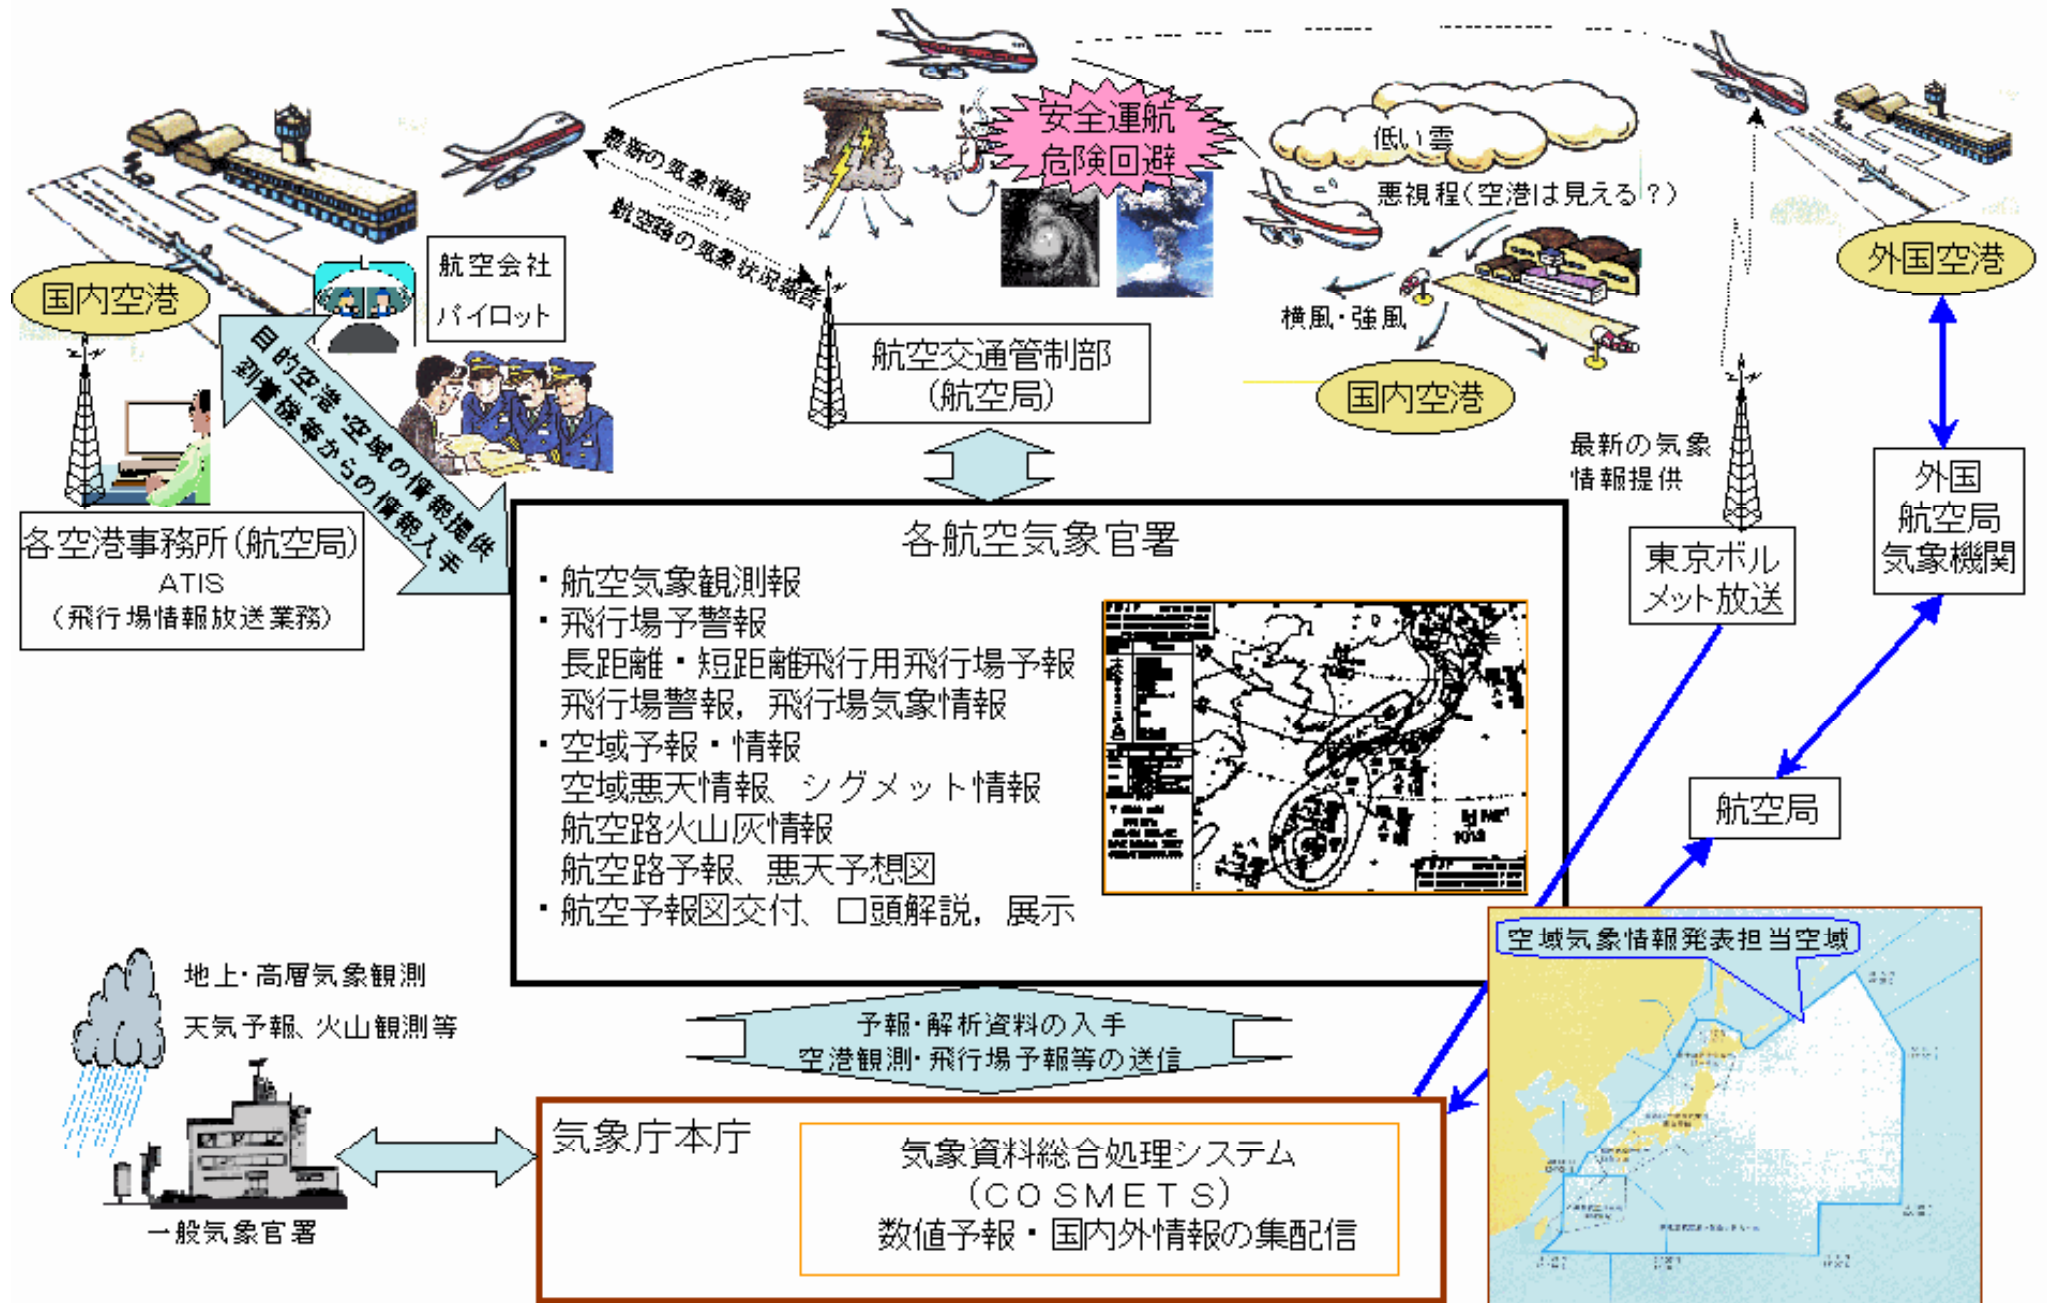 安全運航
危険回避
低い雲
悪視程(空港は見える？)
横風・強風
国内空港
外国空港
最新の気象情報
航空路の気象状況報告
航空会社
パイロット
国内空港
目的空港・空域の情報提供
到着機等からの情報入手
航空交通管制部
(航空局)
最新の気象
情報提供
外国
航空局
気象機関
東京ボル
メット放送
各空港事務所(航空局)
ATIS
(飛行場情報放送業務)
各航空気象官署
・航空気象観測報
・飛行場予警報
長距離・短距離飛行用飛行場予報
飛行場警報，飛行場気象情報
・空域予報・情報
空域悪天情報、シグメット情報
航空路火山灰情報
航空路予報、悪天予想図
・航空予報図交付、口頭解説，展示
航空局
空域気象情報発表担当空域
地上・高層気象観測
天気予報、火山観測等
一般気象官署
予報・解析資料の入手
空港観測・飛行場予報等の送信
気象庁本庁
気象資料総合処理システム
(ＣＯＳＭＥＴＳ)
数値予報・国内外情報の集配信